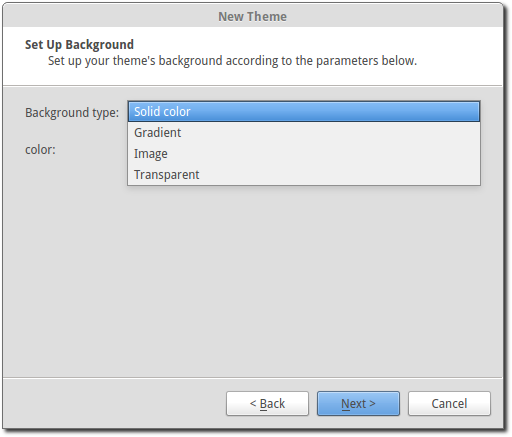 New Theme
Set Up Background
Set up your theme's background according to the parameters below.
Background type: Solid color
Gradient
color:
Image
Transparent
< Back Next > Cancel